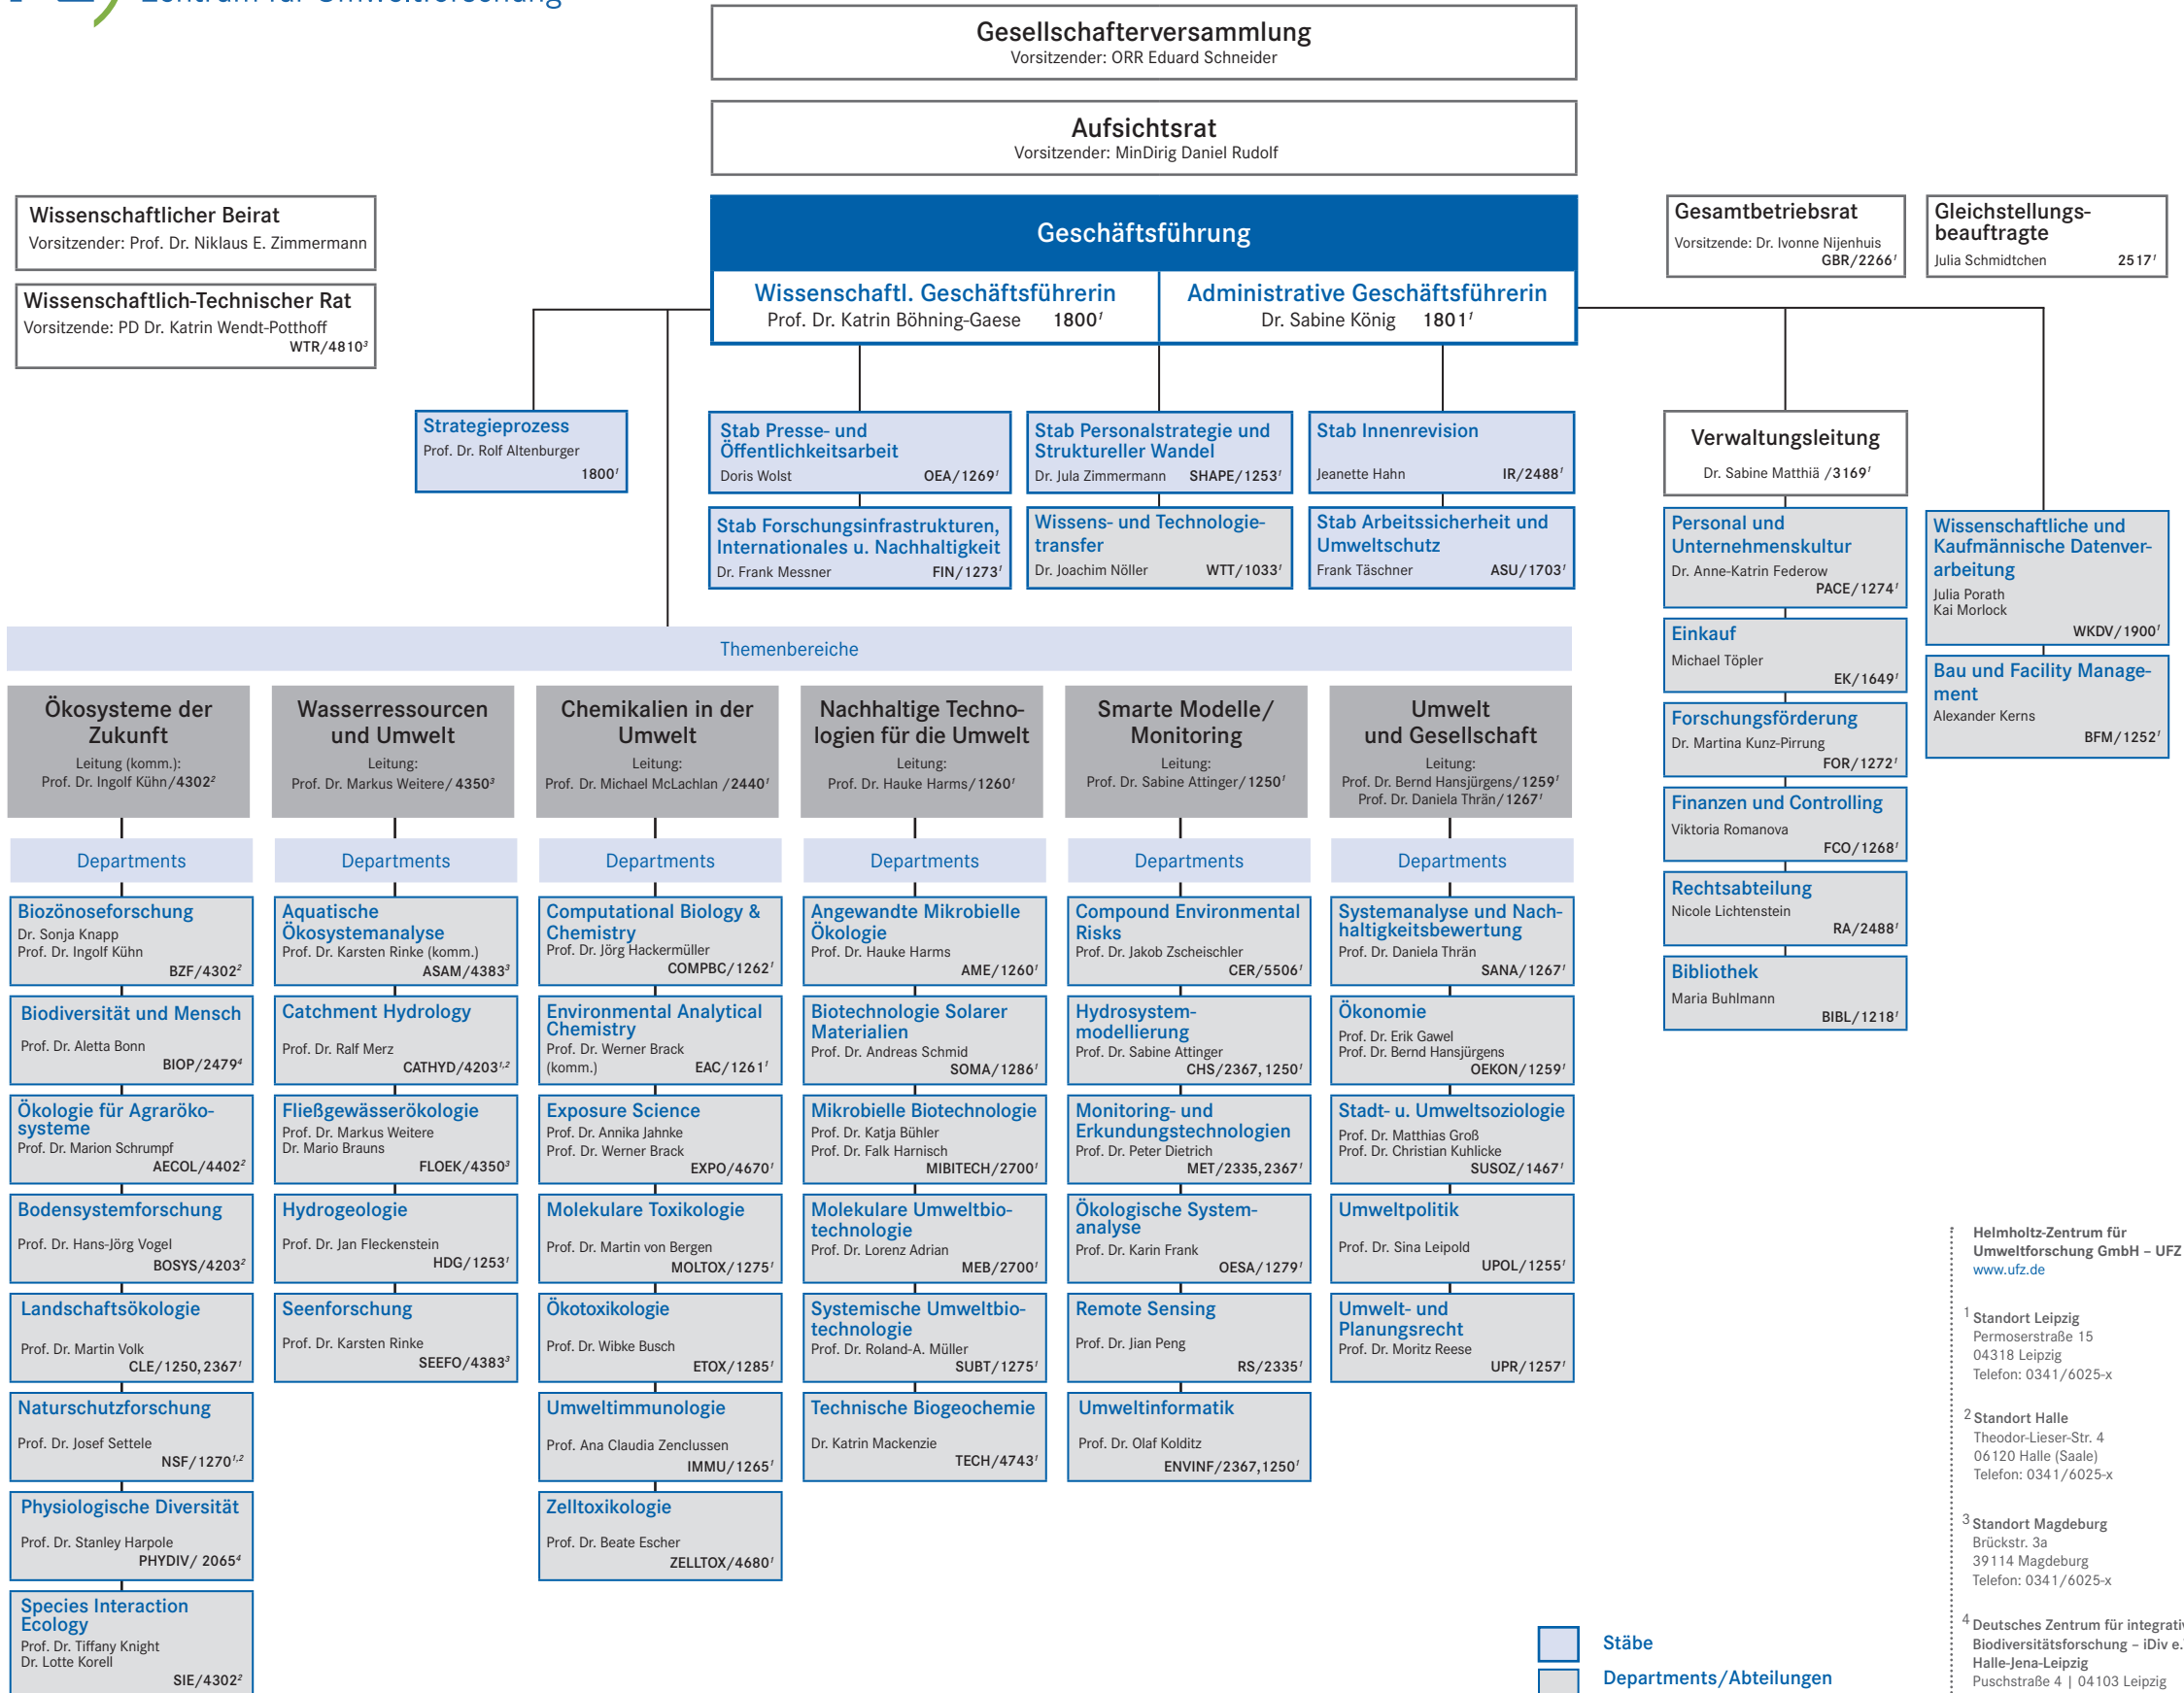 Zentrum für Umweltforschung
Gesellschafterversammlung
Vorsitzender: ORR Eduard Schneider
Aufsichtsrat
Vorsitzender: MinDirig Daniel Rudolf
Wissenschaftlicher Beirat
Vorsitzender: Prof. Dr. Niklaus E. Zimmermann
Wissenschaftlich-Technischer Rat
Vorsitzende: PD Dr. Katrin Wendt-Potthoff
WTR/4810³
Geschäftsführung
Wissenschaftl. Geschäftsführerin
Prof. Dr. Katrin Böhning-Gaese 1800¹
Administrative Geschäftsführerin
Dr. Sabine König 1801¹
Gesamtbetriebsrat
Vorsitzende: Dr. Ivonne Nijenhuis
GBR/2266¹
Gleichstellungs-
beauftragte
Julia Schmidtchen 2517¹
Strategieprozess
Prof. Dr. Rolf Altenburger
1800¹
Stab Presse- und
Öffentlichkeitsarbeit
Doris Wolst OEA/1269¹
Stab Personalstrategie und
Struktureller Wandel
Dr. Jula Zimmermann SHAPE/1253¹
Stab Innenrevision
Jeanette Hahn IR/2488¹
Stab Forschungsinfrastrukturen,
Internationales u. Nachhaltigkeit
Dr. Frank Messner FIN/1273¹
Wissens- und Technologie-
transfer
Dr. Joachim Nöller WTT/1033¹
Stab Arbeitssicherheit und
Umweltschutz
Frank Täschner ASU/1703¹
Verwaltungsleitung
Dr. Sabine Matthiä /3169¹
Personal und
Unternehmenskultur
Dr. Anne-Katrin Federow
PACE/1274¹
Einkauf
Michael Töpler
EK/1649¹
Forschungsförderung
Dr. Martina Kunz-Pirrung
FOR/1272¹
Finanzen und Controlling
Viktoria Romanova
FCO/1268¹
Rechtsabteilung
Nicole Lichtenstein
RA/2488¹
Bibliothek
Maria Buhlmann
BIBL/1218¹
Wissenschaftliche und
Kaufmännische Datenver-
arbeitung
Julia Porath
Kai Morlock
WKDV/1900¹
Bau und Facility Manage-
ment
Alexander Kerns
BFM/1252¹
Themenbereiche
Ökosysteme der
Zukunft
Leitung (komm.):
Prof. Dr. Ingolf Kühn/4302²
Departments
Biozönoseforschung
Dr. Sonja Knapp
Prof. Dr. Ingolf Kühn
BZF/4302²
Biodiversität und Mensch
Prof. Dr. Aletta Bonn
BIOP/2479⁴
Ökologie für Agraröko-
systeme
Prof. Dr. Marion Schrumpf
AECOL/4402²
Bodensystemforschung
Prof. Dr. Hans-Jörg Vogel
BOSYS/4203²
Landschaftsökologie
Prof. Dr. Martin Volk
CLE/1250, 2367¹
Naturschutzforschung
Prof. Dr. Josef Settele
NSF/1270¹,²
Physiologische Diversität
Prof. Dr. Stanley Harpole
PHYDIV/ 2065⁴
Species Interaction
Ecology
Prof. Dr. Tiffany Knight
Dr. Lotte Korell
SIE/4302²
Wasserressourcen
und Umwelt
Leitung:
Prof. Dr. Markus Weitere/ 4350³
Departments
Aquatische
Ökosystemanalyse
Prof. Dr. Karsten Rinke (komm.)
ASAM/4383³
Catchment Hydrology
Prof. Dr. Ralf Merz
CATHYD/4203¹,²
Fließgewässerökologie
Prof. Dr. Markus Weitere
Dr. Mario Brauns
FLOEK/4350³
Hydrogeologie
Prof. Dr. Jan Fleckenstein
HDG/1253¹
Seenforschung
Prof. Dr. Karsten Rinke
SEEFO/4383³
Chemikalien in der
Umwelt
Leitung:
Prof. Dr. Michael McLachlan /2440¹
Departments
Computational Biology &
Chemistry
Prof. Dr. Jörg Hackermüller
COMPBC/1262¹
Environmental Analytical
Chemistry
Prof. Dr. Werner Brack
(komm.) EAC/1261¹
Exposure Science
Prof. Dr. Annika Jahnke
Prof. Dr. Werner Brack
EXPO/4670¹
Molekulare Toxikologie
Prof. Dr. Martin von Bergen
MOLTOX/1275¹
Ökotoxikologie
Prof. Dr. Wibke Busch
ETOX/1285¹
Umweltimmunologie
Prof. Ana Claudia Zenclussen
IMMU/1265¹
Zelltoxikologie
Prof. Dr. Beate Escher
ZELLTOX/4680¹
Nachhaltige Techno-
logien für die Umwelt
Leitung:
Prof. Dr. Hauke Harms/1260¹
Departments
Angewandte Mikrobielle
Ökologie
Prof. Dr. Hauke Harms
AME/1260¹
Biotechnologie Solarer
Materialien
Prof. Dr. Andreas Schmid
SOMA/1286¹
Mikrobielle Biotechnologie
Prof. Dr. Katja Bühler
Prof. Dr. Falk Harnisch
MIBITECH/2700¹
Molekulare Umweltbio-
technologie
Prof. Dr. Lorenz Adrian
MEB/2700¹
Systemische Umweltbio-
technologie
Prof. Dr. Roland-A. Müller
SUBT/1275¹
Technische Biogeochemie
Dr. Katrin Mackenzie
TECH/4743¹
Smarte Modelle/
Monitoring
Leitung:
Prof. Dr. Sabine Attinger/1250¹
Departments
Compound Environmental
Risks
Prof. Dr. Jakob Zscheischler
CER/5506¹
Hydrosystem-
modellierung
Prof. Dr. Sabine Attinger
CHS/2367, 1250¹
Monitoring- und
Erkundungstechnologien
Prof. Dr. Peter Dietrich
MET/2335, 2367¹
Ökologische System-
analyse
Prof. Dr. Karin Frank
OESA/1279¹
Remote Sensing
Prof. Dr. Jian Peng
RS/2335¹
Umweltinformatik
Prof. Dr. Olaf Kolditz
ENVINF/2367,1250¹
Umwelt
und Gesellschaft
Leitung:
Prof. Dr. Bernd Hansjürgens/1259¹
Prof. Dr. Daniela Thrän/1267¹
Departments
Systemanalyse und Nach-
haltigkeitsbewertung
Prof. Dr. Daniela Thrän
SANA/1267¹
Ökonomie
Prof. Dr. Erik Gawel
Prof. Dr. Bernd Hansjürgens
OEKON/1259¹
Stadt- u. Umweltsoziologie
Prof. Dr. Matthias Groß
Prof. Dr. Christian Kuhlicke
SUSOZ/1467¹
Umweltpolitik
Prof. Dr. Sina Leipold
UPOL/1255¹
Umwelt- und
Planungsrecht
Prof. Dr. Moritz Reese
UPR/1257¹
Stäbe
Departments/Abteilungen
Helmholtz-Zentrum für
Umweltforschung GmbH – UFZ
www.ufz.de
1 Standort Leipzig
Permoserstraße 15
04318 Leipzig
Telefon: 0341/6025-x
2 Standort Halle
Theodor-Lieser-Str. 4
06120 Halle (Saale)
Telefon: 0341/6025-x
3 Standort Magdeburg
Brückstr. 3a
39114 Magdeburg
Telefon: 0341/6025-x
4 Deutsches Zentrum für
Biodiversitätsforschung – iDiv
Halle-Jena-Leipzig
Puschstraße 4 | 04103 Leipzig